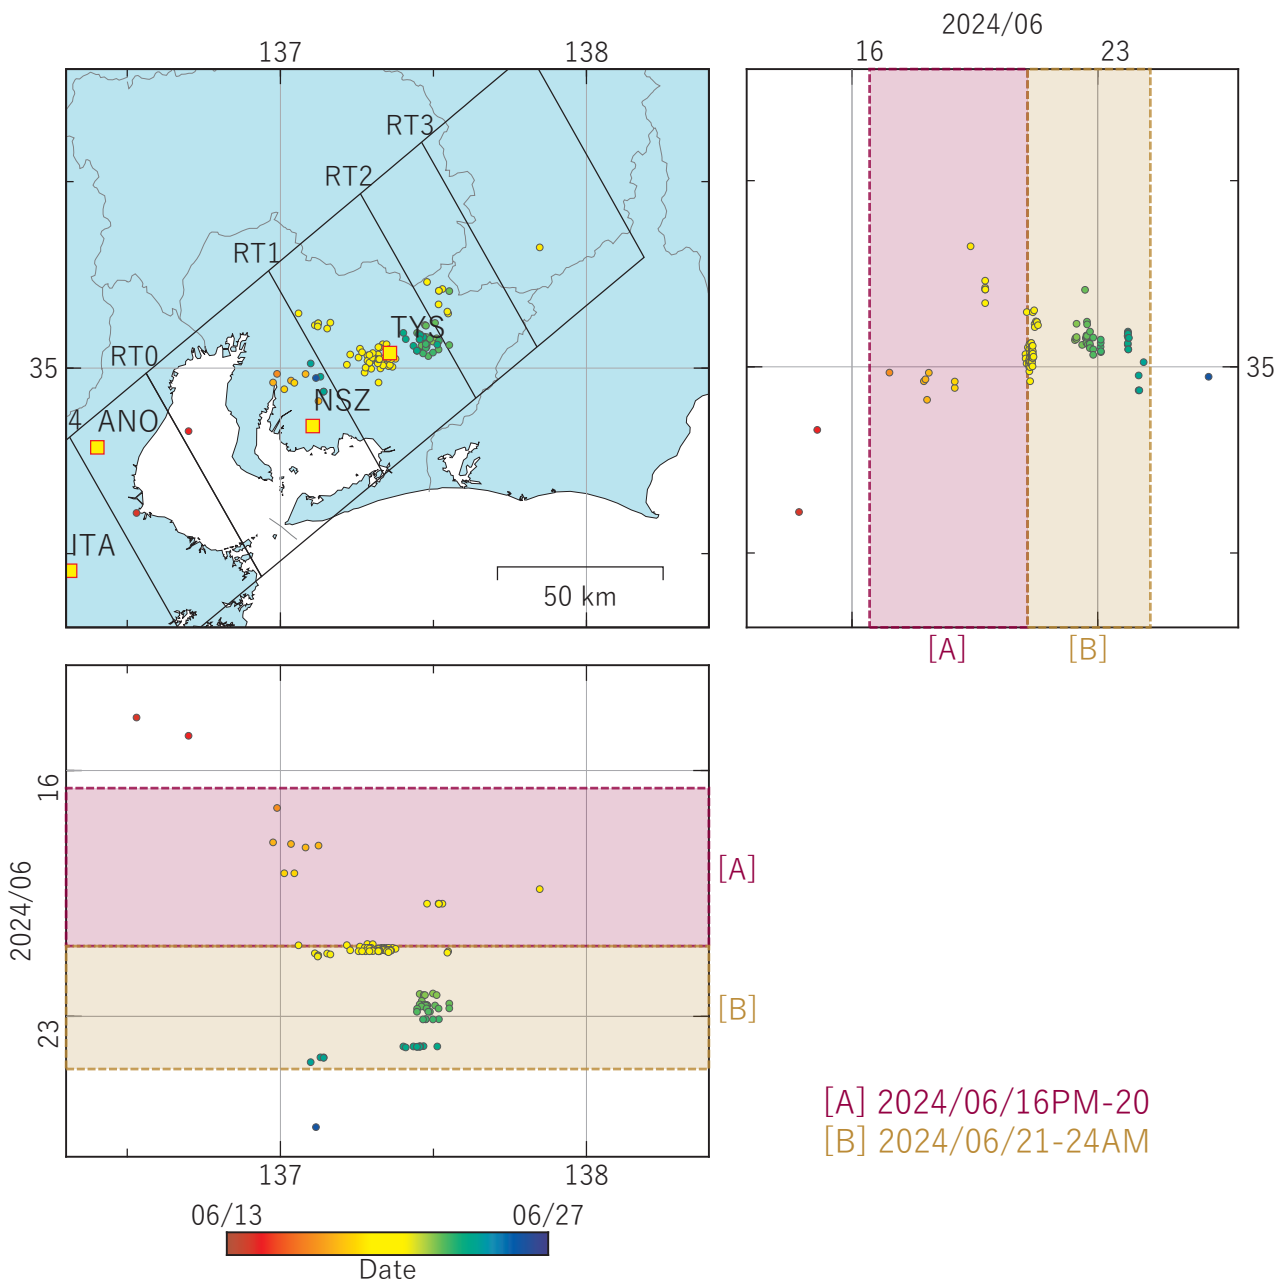 2024/06
137
138
16
23
RT3
RT2
RT1
RT0
TYS
35
35
NSZ
4 ANO
ITA
50 km
[A]
[B]
16
[A]
2024/06
[B]
23
137
138
[A] 2024/06/16PM-20
[B] 2024/06/21-24AM
06/13
06/27
Date